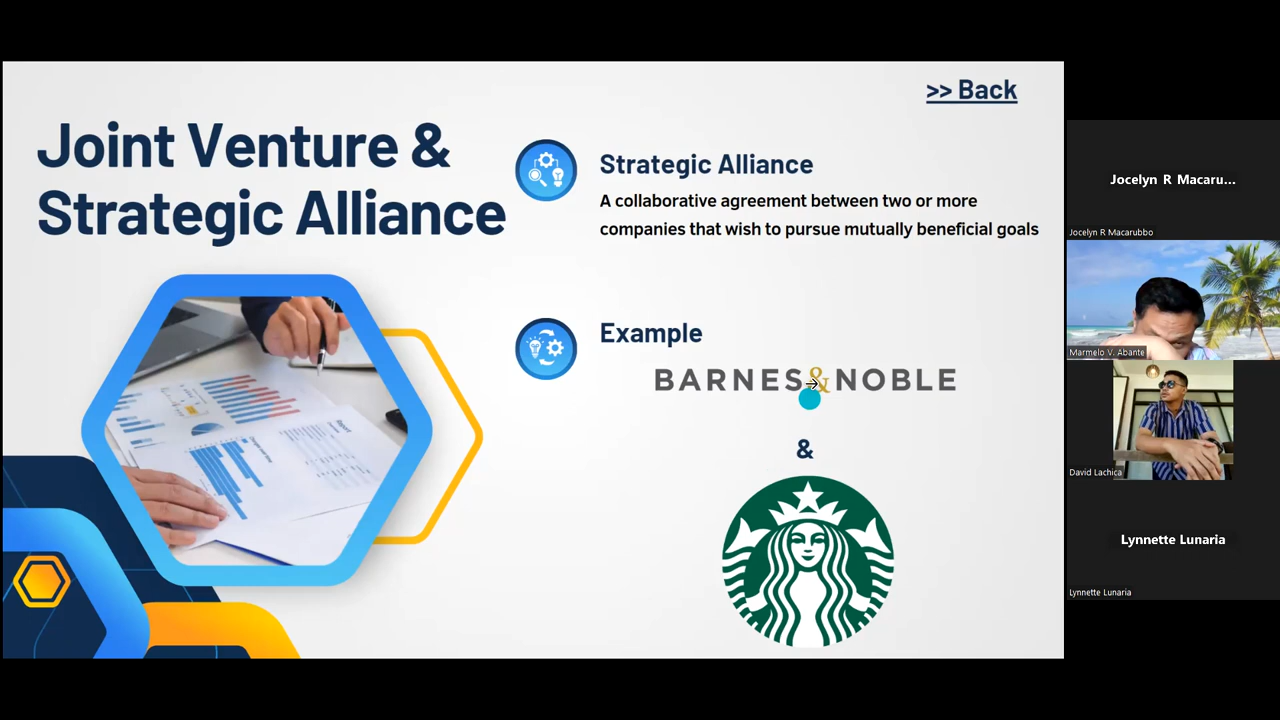 >> Back
Joint Venture &
Strategic Alliance
Strategic Alliance
A collaborative agreement between two or more
companies that wish to pursue mutually beneficial goals
Example
BARNES&NOBLE
&
Jocelyn R Macaru...
Jocelyn R Macarubbo
Marmelo V. Abante
David Lachica
Lynnette Lunaria
Lynnette Lunaria